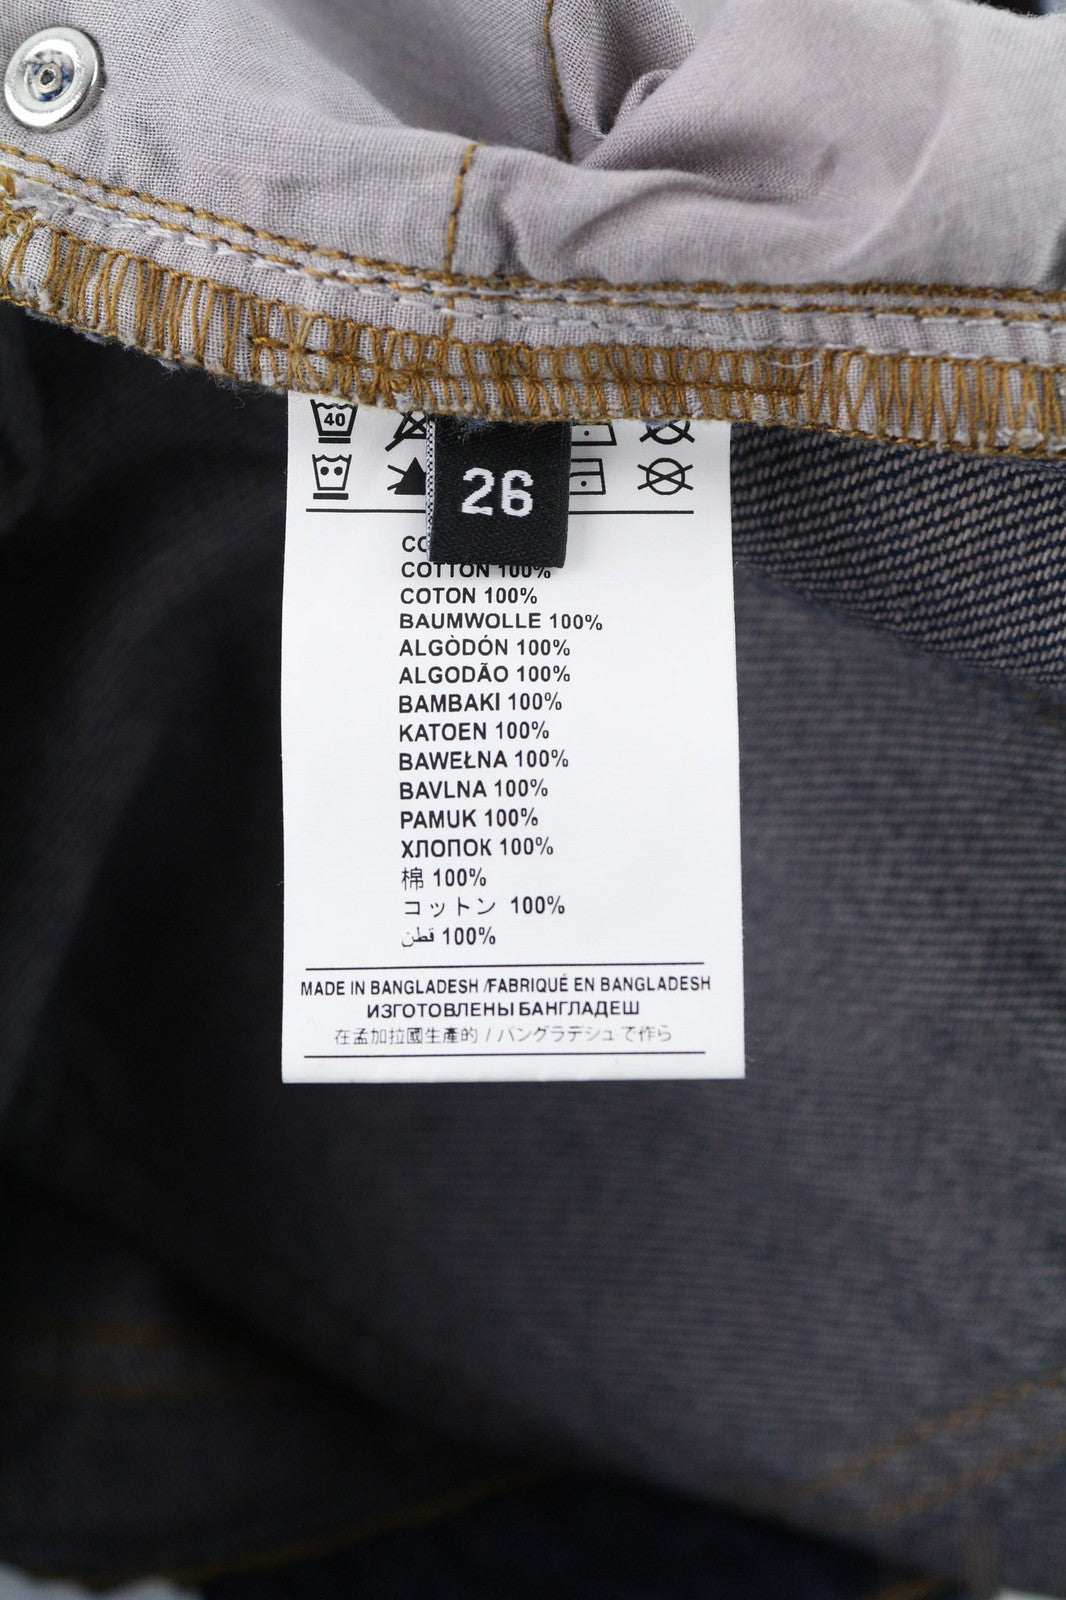 40
26
COTTON 100%
COTON 100%
BAUMWOLLE 100%
ALGÒDÓN 100%
ALGODÃO 100%
BAMBAKI 100%
KATOEN 100%
BAWEŁNA 100%
BAVLNA 100%
PAMUK 100%
ХЛОПОК 100%
棉 100%
コットン 100%
قطن 100%
MADE IN BANGLADESH /FABRIQUÉ EN BANGLADESH
ИЗГОТОВЛЕНЫ БАНГЛАДЕШ
在孟加拉國生產的 / バングラデシュで作ら